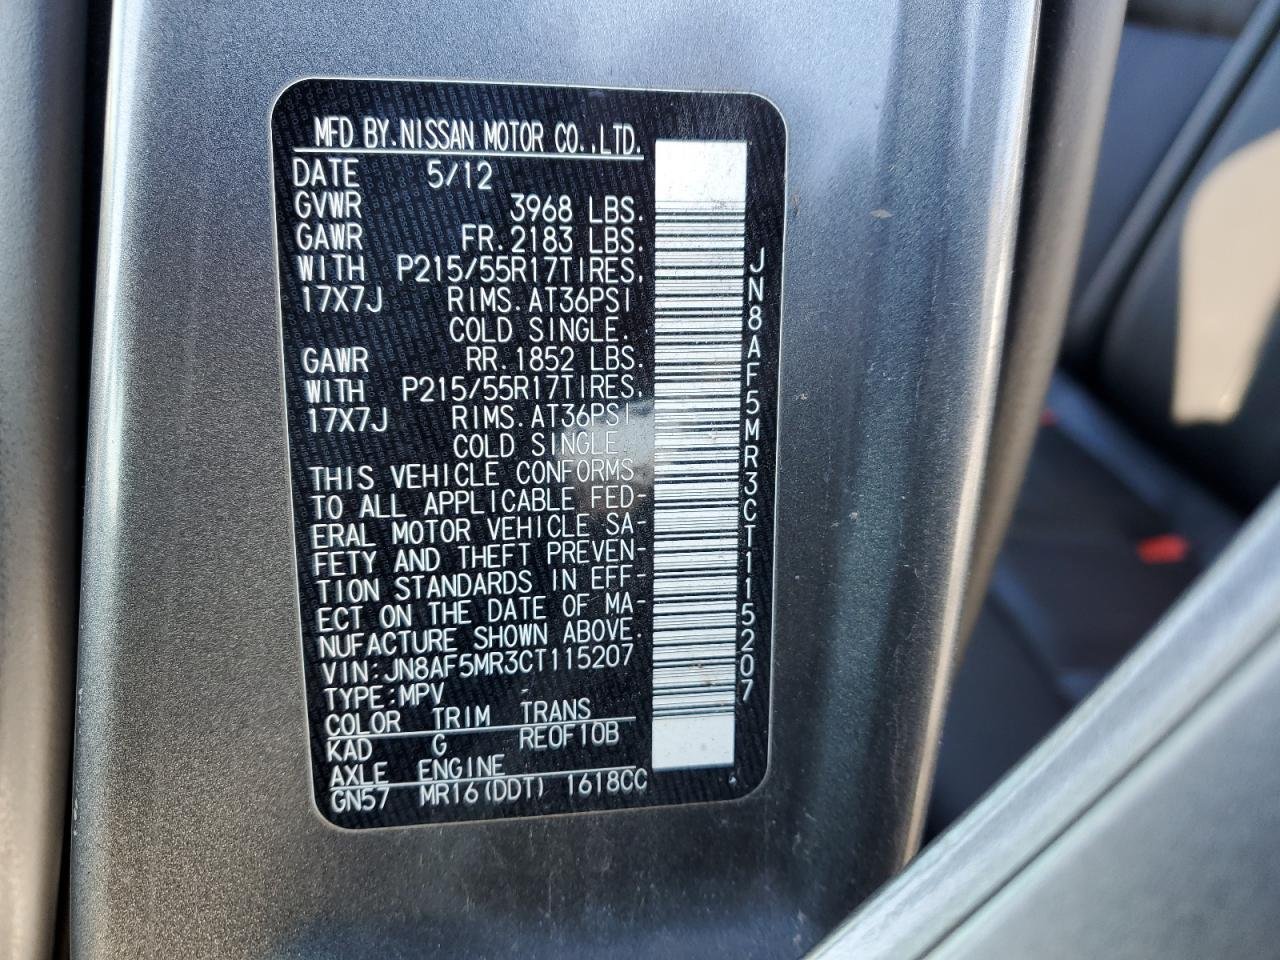 MFD BY.NISSAN MOTOR CO.,LTD.
DATE 5/12
GVWR 3968 LBS.
GAWR FR.2183 LBS.
WITH P215/55R17TIRES.
17X7J RIMS.AT36PSI
COLD SINGLE.
GAWR RR.1852 LBS.
WITH P215/55R17TIRES.
17X7J RIMS.AT36PSI
COLD SINGLE.
THIS VEHICLE CONFORMS
TO ALL APPLICABLE FED-
ERAL MOTOR VEHICLE SA-
FETY AND THEFT PREVEN-
TION STANDARDS IN EFF-
ECT ON THE DATE OF MA-
NUFACTURE SHOWN ABOVE.
VIN:JN8AF5MR3CT115207
TYPE:MPV
COLOR TRIM TRANS
KAD G RE0F10B
AXLE ENGINE
GN57 MR16(DDT) 1618CC
JN8AF5MR3CT115207